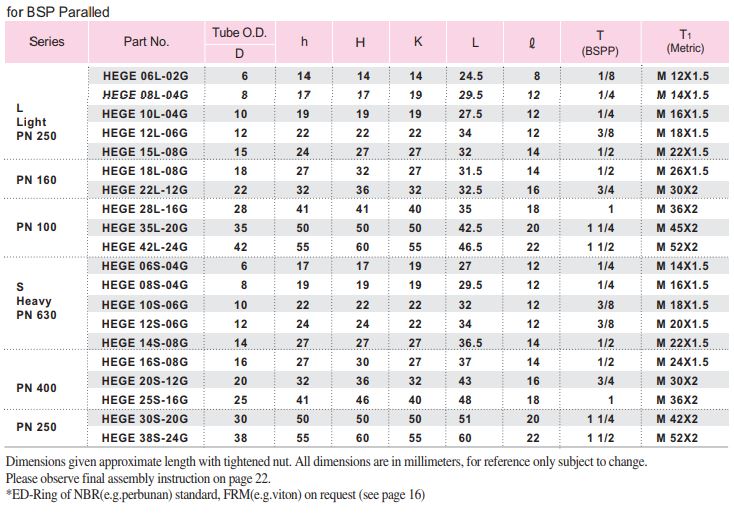 for BSP Paralled
Series Part No. Tube O.D. D h H K L ℓ T (BSPP) T1 (Metric)
L Light PN 250
HEGE 06L-02G 6 14 14 14 24.5 8 1/8 M 12X1.5
HEGE 08L-04G 8 17 17 19 29.5 12 1/4 M 14X1.5
HEGE 10L-04G 10 19 19 19 27.5 12 1/4 M 16X1.5
HEGE 12L-06G 12 22 22 22 34 12 3/8 M 18X1.5
HEGE 15L-08G 15 24 27 27 32 14 1/2 M 22X1.5
PN 160
HEGE 18L-08G 18 27 32 27 31.5 14 1/2 M 26X1.5
HEGE 22L-12G 22 32 36 32 32.5 16 3/4 M 30X2
PN 100
HEGE 28L-16G 28 41 41 40 35 18 1 M 36X2
HEGE 35L-20G 35 50 50 50 42.5 20 1 1/4 M 45X2
HEGE 42L-24G 42 55 60 55 46.5 22 1 1/2 M 52X2
S Heavy PN 630
HEGE 06S-04G 6 17 17 19 27 12 1/4 M 14X1.5
HEGE 08S-04G 8 19 19 19 29.5 12 1/4 M 16X1.5
HEGE 10S-06G 10 22 22 22 32 12 3/8 M 18X1.5
HEGE 12S-06G 12 24 24 22 34 12 3/8 M 20X1.5
HEGE 14S-08G 14 27 27 27 36.5 14 1/2 M 22X1.5
PN 400
HEGE 16S-08G 16 27 30 27 37 14 1/2 M 24X1.5
HEGE 20S-12G 20 32 36 32 43 16 3/4 M 30X2
HEGE 25S-16G 25 41 46 40 48 18 1 M 36X2
PN 250
HEGE 30S-20G 30 50 50 50 51 20 1 1/4 M 42X2
HEGE 38S-24G 38 55 60 55 60 22 1 1/2 M 52X2
Dimensions given approximate length with tightened nut. All dimensions are in millimeters, for reference only subject to change.
Please observe final assembly instruction on page 22.
*ED-Ring of NBR(e.g.perbunan) standard, FRM(e.g.viton) on request (see page 16)